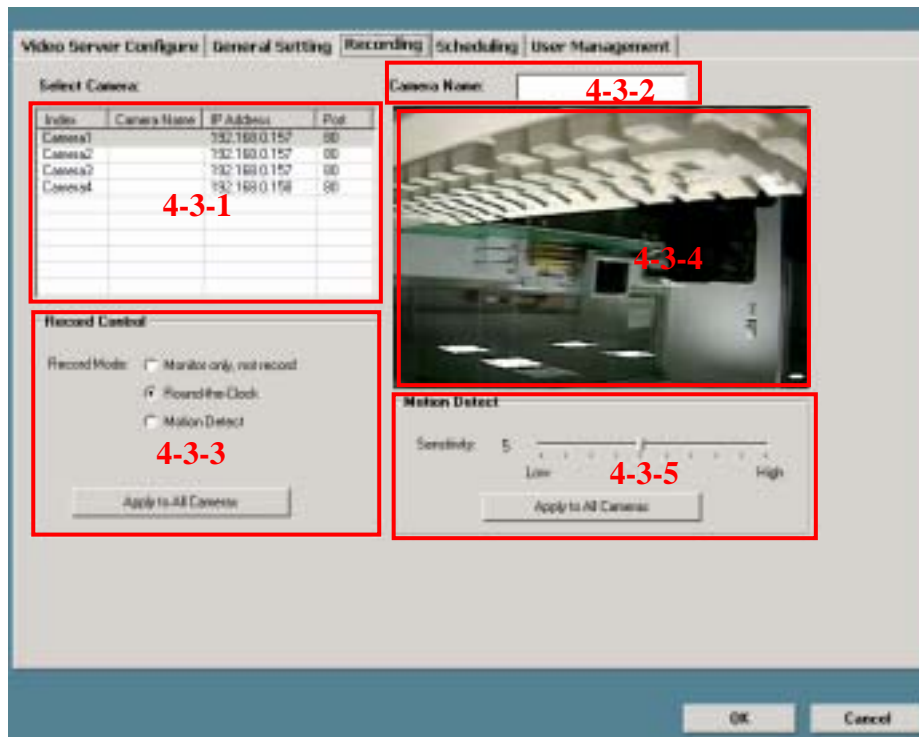 Video Server Configure General Setting Recording Scheduling User Management
Select Camera:
Index Camera Name IP Address Port
Camera1 192.168.0.157 80
Camera2 192.168.0.157 80
Camera3 192.168.0.157 80
Camera4 192.168.0.158 80
4-3-1
Camera Name:
4-3-2
4-3-4
Record Control
Record Mode: Monitor only, not record
Round-the-Clock
Motion Detect
4-3-3
Apply to All Cameras
Motion Detect
Sensitivity: 5
Low High
4-3-5
Apply to All Cameras
OK Cancel